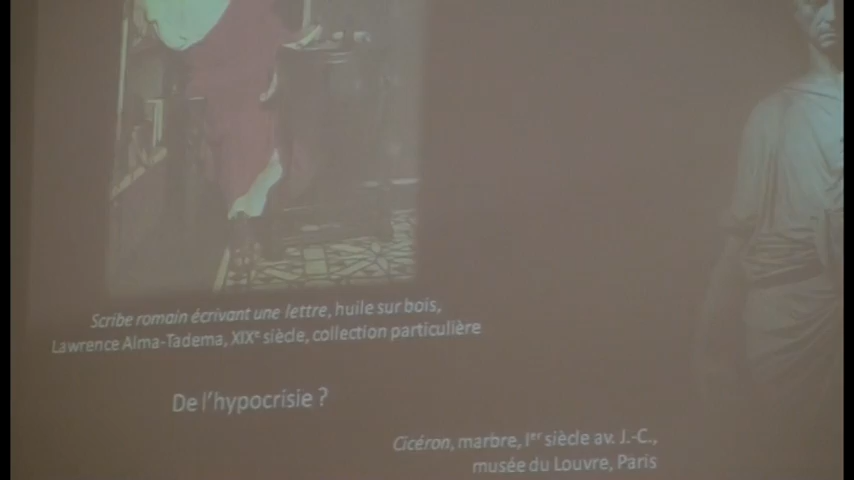 Scribe romain écrivant une lettre, huile sur bois,
Lawrence Alma-Tadema, XIXᵉ siècle, collection particulière
De l'hypocrisie ?
Cicéron, marbre, Iᵉʳ siècle av. J.-C.,
musée du Louvre, Paris